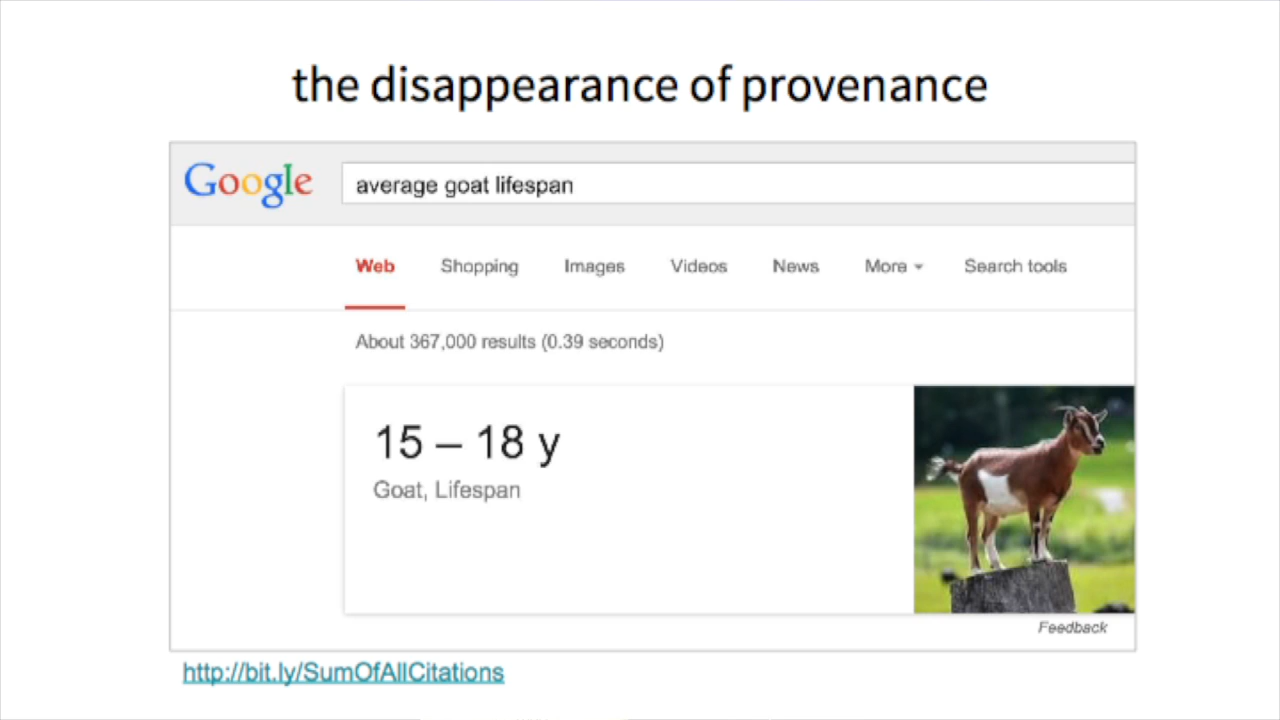 the disappearance of provenance
Google average goat lifespan
Web Shopping Images Videos News More Search tools
About 367,000 results (0.39 seconds)
15 – 18 y
Goat, Lifespan
Feedback
http://bit.ly/SumOfAllCitations